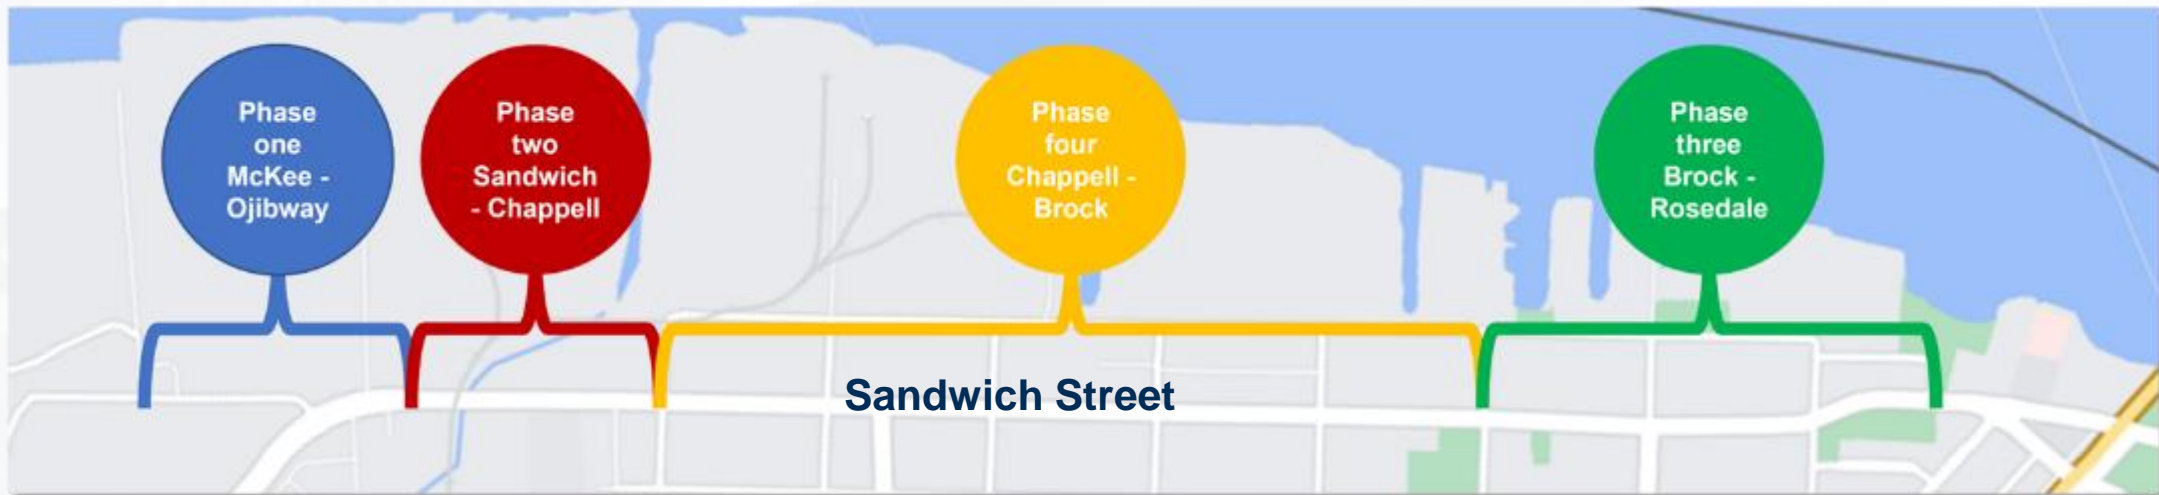 Phase
one
McKee -
Ojibway
Phase
two
Sandwich
- Chappell
Phase
four
Chappell -
Brock
Phase
three
Brock -
Rosedale
Sandwich Street